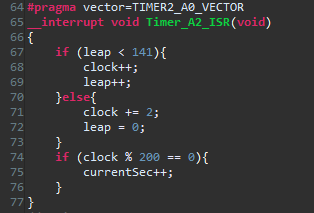 64 #pragma vector=TIMER2_A0_VECTOR
65 __interrupt void Timer_A2_ISR(void)
66 {
67     if (leap < 141){
68         clock++;
69         leap++;
70     }else{
71         clock += 2;
72         leap = 0;
73     }
74     if (clock % 200 == 0){
75         currentSec++;
76     }
77 }